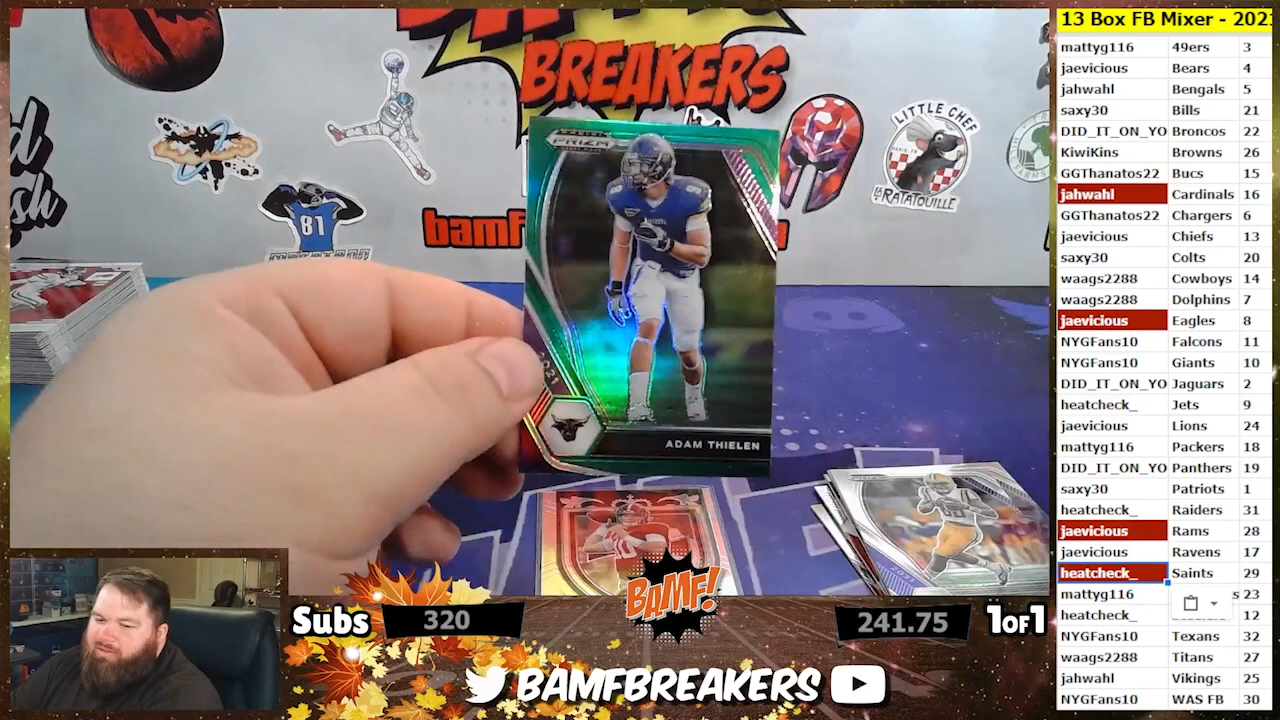 BREAKERS
LITTLE CHEF
LA RATATOUILLE
81
bamf
PRIZM
9
ADAM THIELEN
2021
Subs
320
BAMF!
241.75
1 OF 1
BAMFBREAKERS
13 Box FB Mixer - 2021
mattyg116 49ers 3
jaevicious Bears 4
jahwahl Bengals 5
saxy30 Bills 21
DID_IT_ON_YO Broncos 22
KiwiKins Browns 26
GGThanatos22 Bucs 15
jahwahl Cardinals 16
GGThanatos22 Chargers 6
jaevicious Chiefs 13
saxy30 Colts 20
waags2288 Cowboys 14
waags2288 Dolphins 7
jaevicious Eagles 8
NYGFans10 Falcons 11
NYGFans10 Giants 10
DID_IT_ON_YO Jaguars 2
heatcheck_ Jets 9
jaevicious Lions 24
mattyg116 Packers 18
DID_IT_ON_YO Panthers 19
saxy30 Patriots 1
heatcheck_ Raiders 31
jaevicious Rams 28
jaevicious Ravens 17
heatcheck_ Saints 29
mattyg116 s 23
heatcheck_ 12
NYGFans10 Texans 32
waags2288 Titans 27
jahwahl Vikings 25
NYGFans10 WAS FB 30